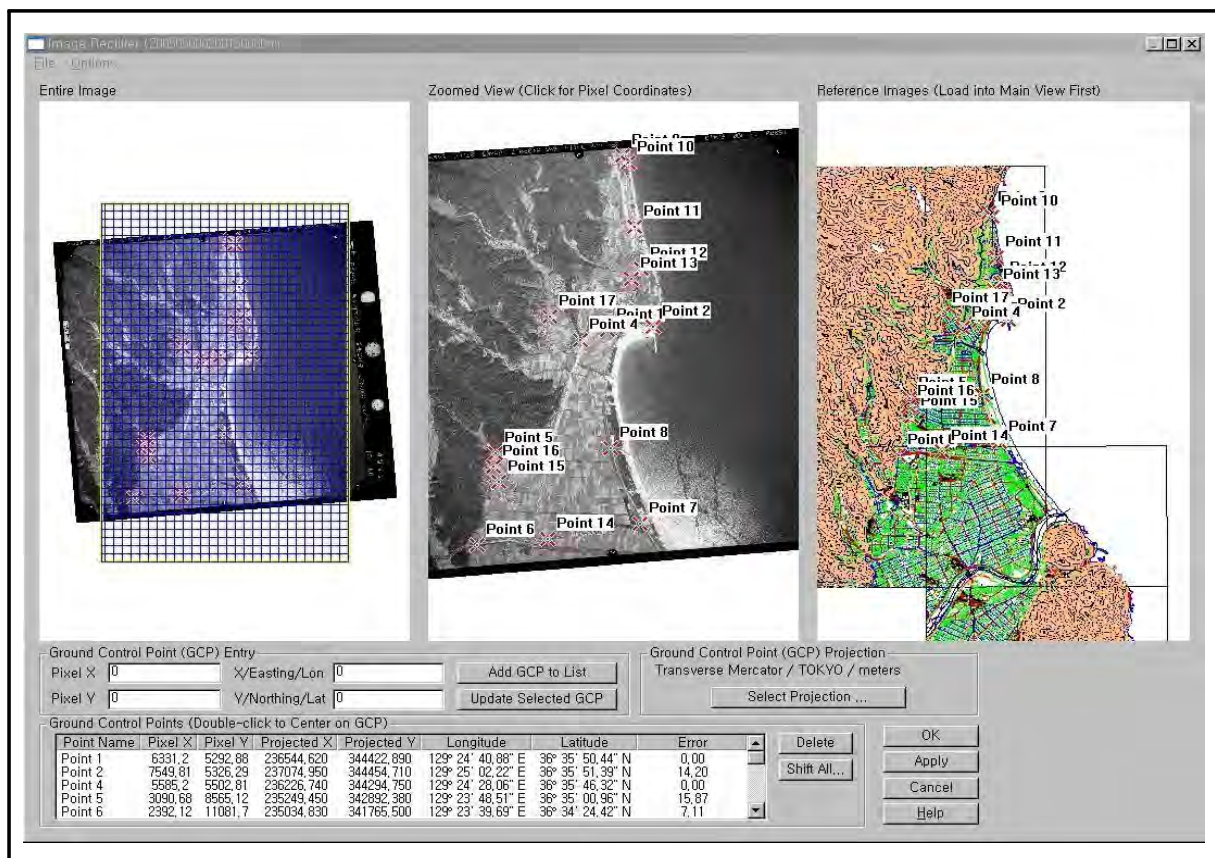 Image Rectifier
File Options
Entire Image
Zoomed View (Click for Pixel Coordinates)
Reference Images (Load into Main View First)
Point 10
Point 11
Point 12
Point 13
Point 17
Point 1
Point 2
Point 4
Point 5
Point 8
Point 16
Point 15
Point 6
Point 14
Point 7
Point 10
Point 11
Point 13
Point 17
Point 2
Point 4
Point 8
Point 16
Point 15
Point 7
Point 14
Ground Control Point (GCP) Entry
Pixel X 0 X/Easting/Lon 0 Add GCP to List
Pixel Y 0 Y/Northing/Lat 0 Update Selected GCP
Ground Control Point (GCP) Projection
Transverse Mercator / TOKYO / meters
Select Projection ...
Ground Control Points (Double-click to Center on GCP)
Point Name Pixel X Pixel Y Projected X Projected Y Longitude Latitude Error
Point 1 6331,2 5292,88 236544,620 344422,890 129° 24' 40,88" E 36° 35' 50,44" N 0,00
Point 2 7549,81 5326,29 237074,950 344454,710 129° 25' 02,22" E 36° 35' 51,39" N 14,20
Point 4 5585,2 5502,81 236226,740 344294,750 129° 24' 28,06" E 36° 35' 46,32" N 0,00
Point 5 3090,68 8565,12 235249,450 342892,380 129° 23' 48,51" E 36° 35' 00,96" N 15,87
Point 6 2392,12 11081,7 235034,830 341765,500 129° 23' 39,69" E 36° 34' 24,42" N 7,11
Delete
Shift All...
OK
Apply
Cancel
Help